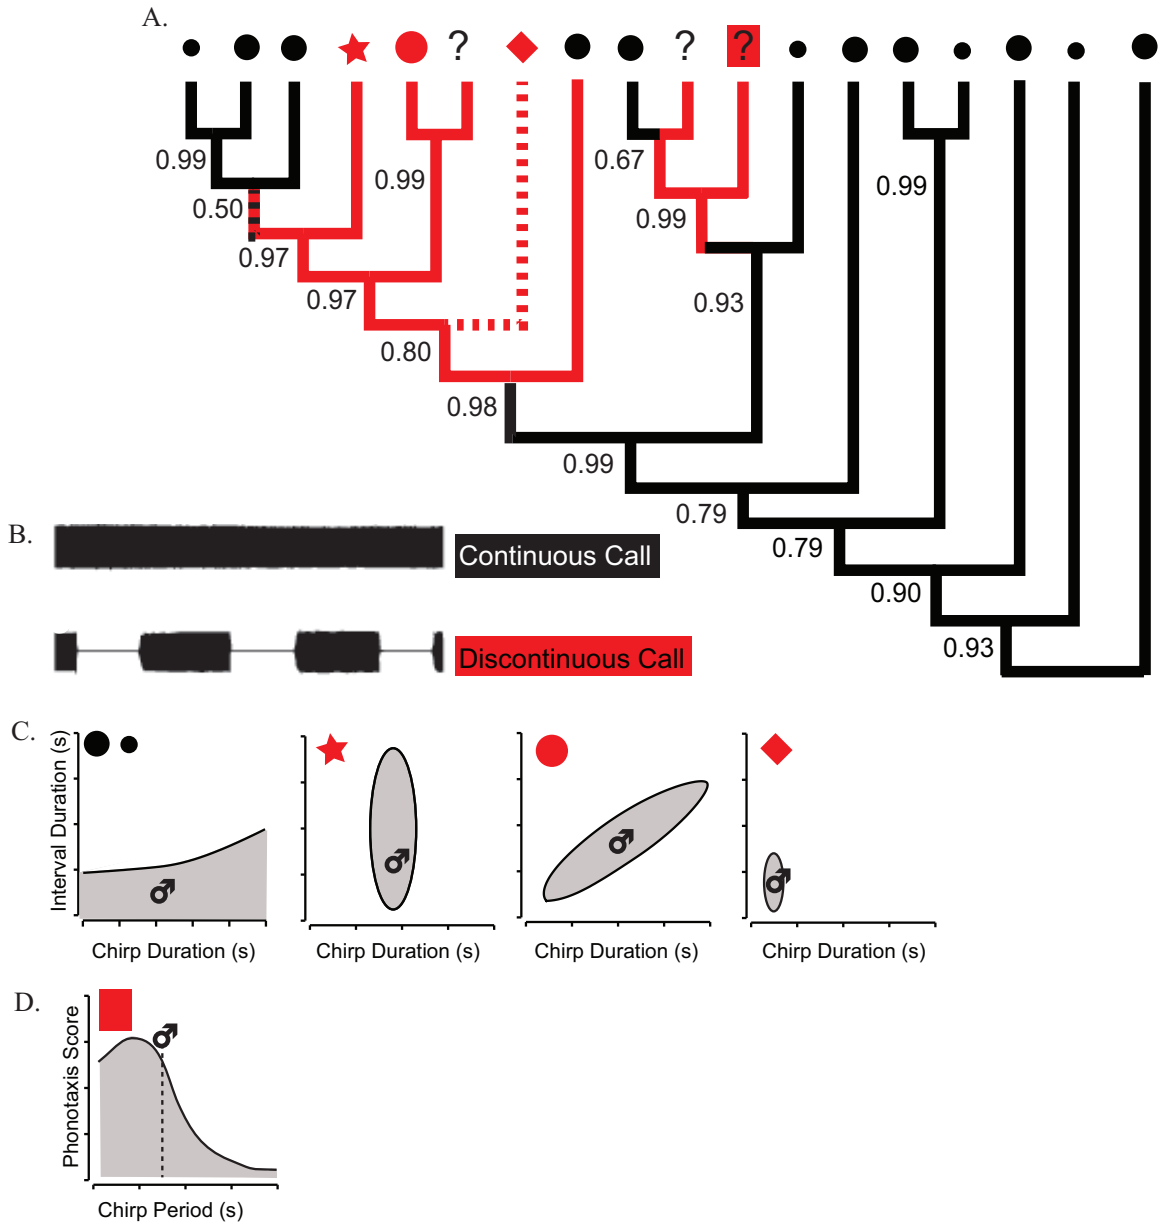 A.
? ? ?
0.99
0.50
0.97
0.99
0.97
0.80
0.98
0.67
0.99
0.93
0.99
0.99
0.79
0.79
0.90
0.93
B.
Continuous Call
Discontinuous Call
C.
Interval Duration (s)
Chirp Duration (s)
Chirp Duration (s)
Chirp Duration (s)
Chirp Duration (s)
D.
Phonotaxis Score
Chirp Period (s)